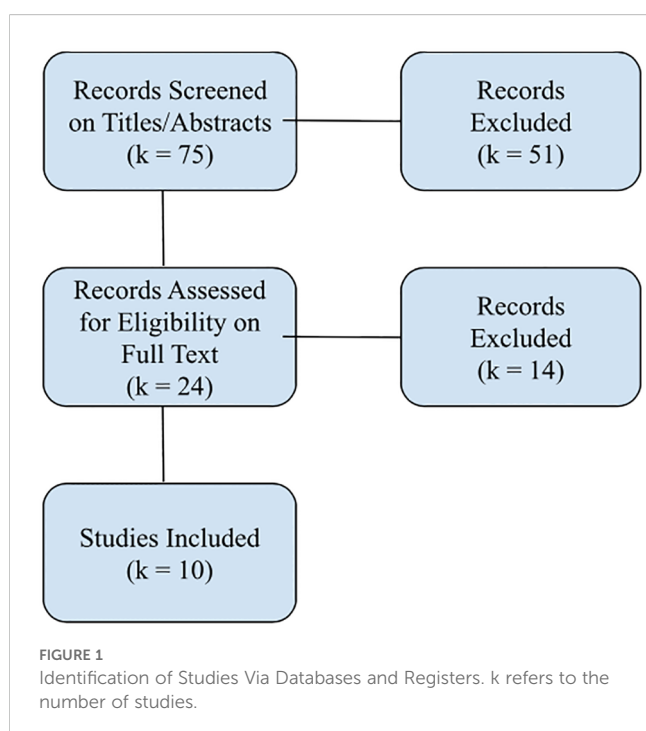 Records Screened
on Titles/Abstracts
(k = 75)
Records
Excluded
(k = 51)
Records Assessed
for Eligibility on
Full Text
(k = 24)
Records
Excluded
(k = 14)
Studies Included
(k = 10)
FIGURE 1
Identification of Studies Via Databases and Registers. k refers to the
number of studies.